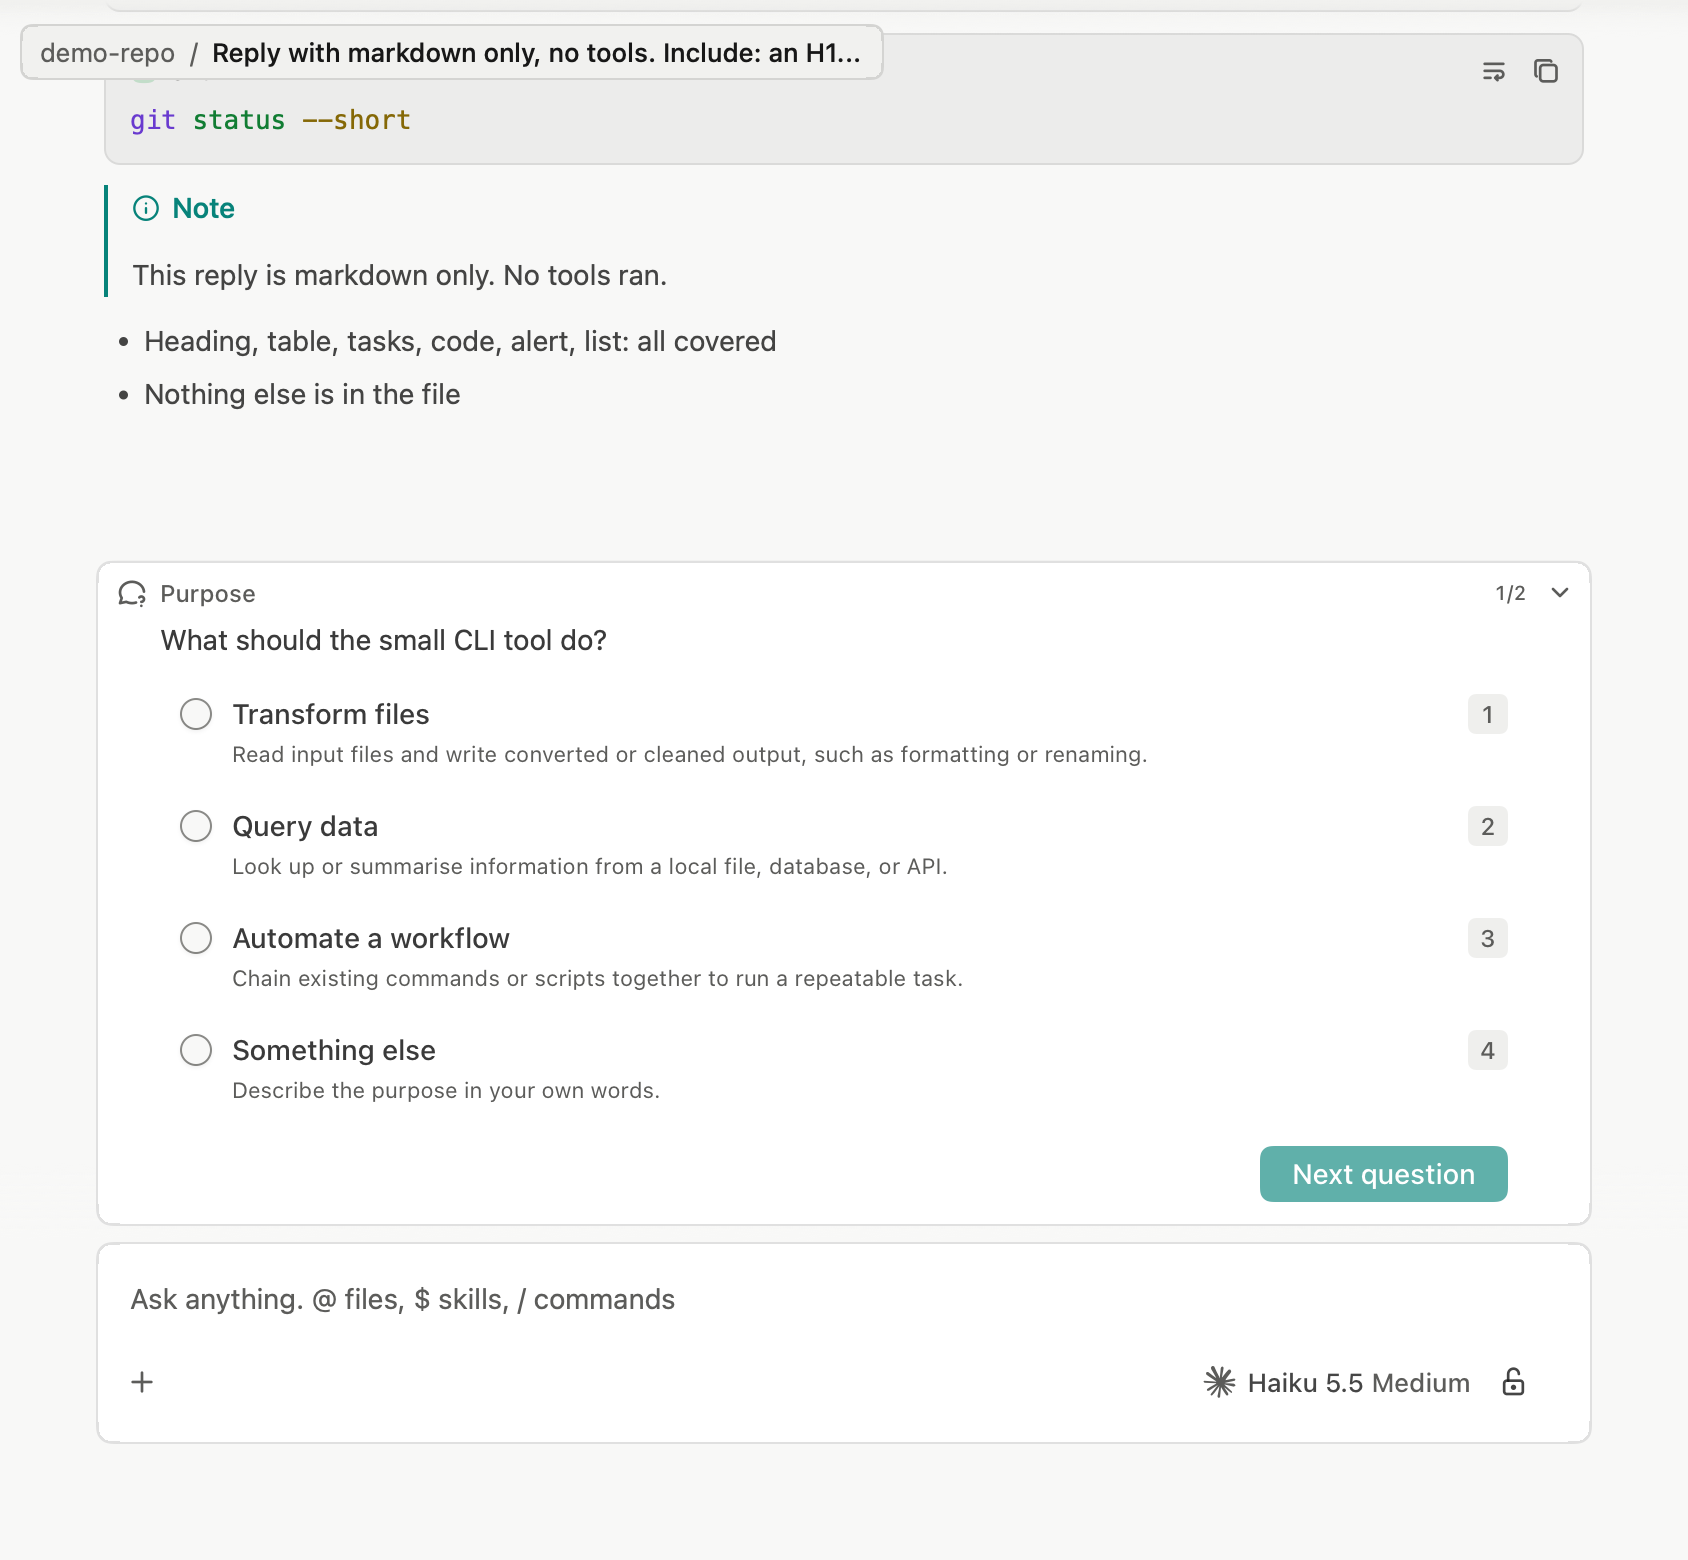 demo-repo / Reply with markdown only, no tools. Include: an H1...
git status --short
Note
This reply is markdown only. No tools ran.
• Heading, table, tasks, code, alert, list: all covered
• Nothing else is in the file
Purpose 1/2
What should the small CLI tool do?
Transform files 1
Read input files and write converted or cleaned output, such as formatting or renaming.
Query data 2
Look up or summarise information from a local file, database, or API.
Automate a workflow 3
Chain existing commands or scripts together to run a repeatable task.
Something else 4
Describe the purpose in your own words.
Next question
Ask anything. @ files, $ skills, / commands
Haiku 5.5 Medium